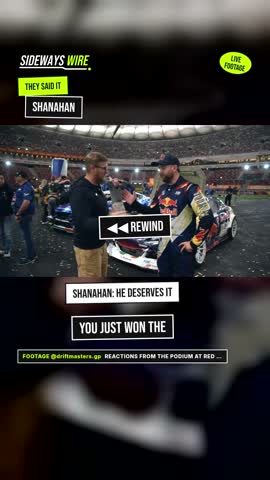 SIDEWAYS WIRE.
LIVE
FOOTAGE
THEY SAID IT
SHANAHAN
REWIND
SHANAHAN: HE DESERVES IT
YOU JUST WON THE
FOOTAGE @driftmasters.gp REACTIONS FROM THE PODIUM AT RED ...